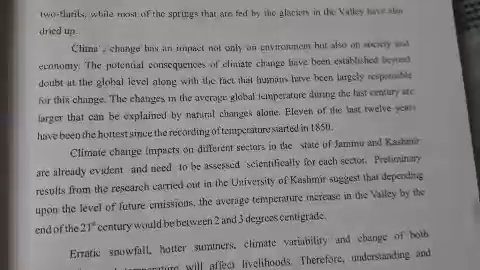 two-thirds, while most of the springs that are fed by the glaciers in the Valley have also
dried up.
change has an impact not only on environment but also on society and
economy. The potential consequences of climate change have been established beyond
doubt at the global level along with the fact that humans have been largely responsible
for this change. The changes in the average global temperature during the last century are
larger that can be explained by natural changes alone. Eleven of the last twelve years
have been the hottest since the recording of temperature started in 1850.
Climate change impacts on different sectors in the state of Jammu and Kashmir
are already evident and need to be assessed scientifically for each sector. Preliminary
results from the research carried out in the University of Kashmir suggest that depending
upon the level of future emissions, the average temperature increase in the Valley by the
end of the 21st century would be between 2 and 3 degrees centigrade.
Erratic snowfall, hotter summers, climate variability and change of both
temperature will affect livelihoods. Therefore, understanding and